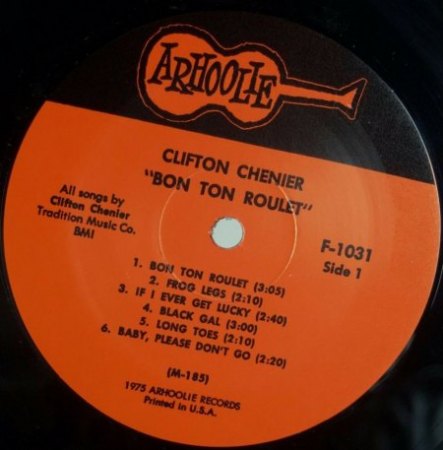 ARHOOLIE
CLIFTON CHENIER
"BON TON ROULET"
All songs by
Clifton Chenier
Tradition Music Co.
BMI
F-1031
Side 1
1. BON TON ROULET (3:05)
2. FROG LEGS (2:10)
3. IF I EVER GET LUCKY (2:40)
4. BLACK GAL (3:00)
5. LONG TOES (2:10)
6. BABY, PLEASE DON'T GO (2:20)
(M-185)
1975 ARHOOLIE RECORDS
Printed in U.S.A.